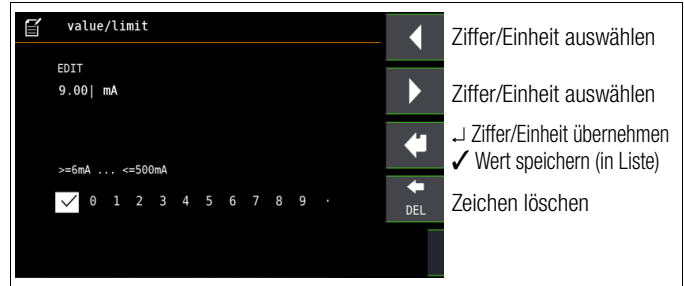 value/limit
EDIT
9.00| mA
>=6mA ... <=500mA
✓ 0 1 2 3 4 5 6 7 8 9 .
DEL
Ziffer/Einheit auswählen
Ziffer/Einheit auswählen
↵ Ziffer/Einheit übernehmen
✓ Wert speichern (in Liste)
Zeichen löschen